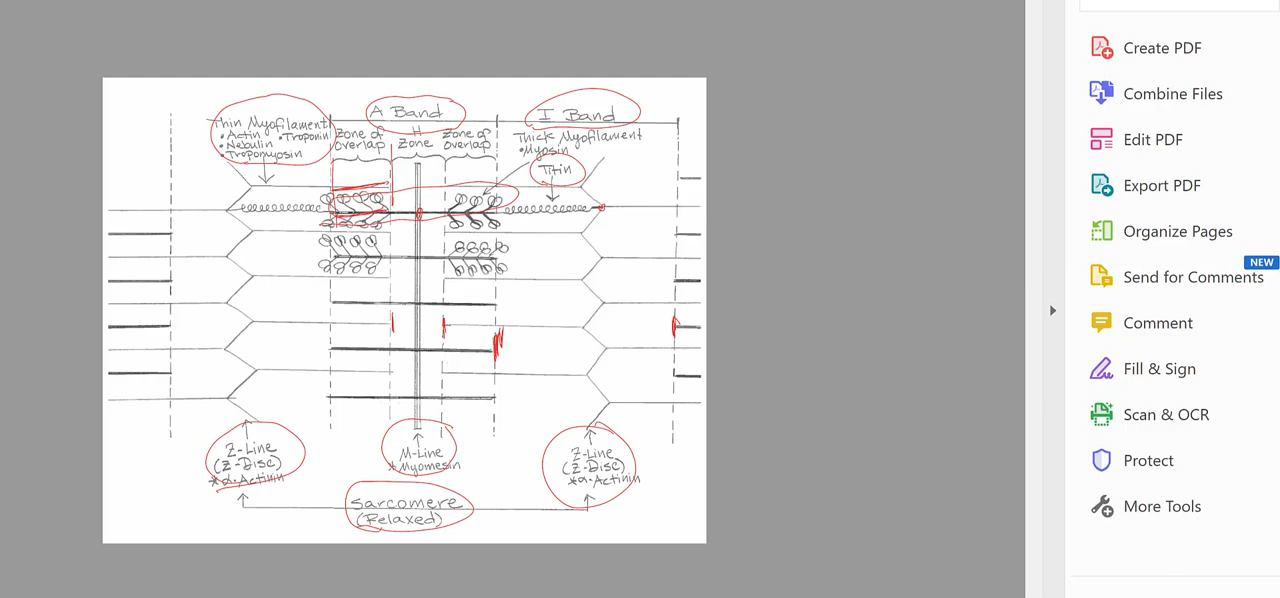 A Band
I Band
Thin Myofilament
• Actin • Troponin
• Nebulin
• Tropomyosin
Zone of
Overlap
H
Zone
Zone of
Overlap
Thick Myofilament
• Myosin
Titin
Z-Line
(Z-Disc)
*α-Actinin
M-Line
*Myomesin
Z-Line
(Z-Disc)
*α-Actinin
Sarcomere
(Relaxed)
Create PDF
Combine Files
Edit PDF
Export PDF
Organize Pages
NEW
Send for Comments
Comment
Fill & Sign
Scan & OCR
Protect
More Tools